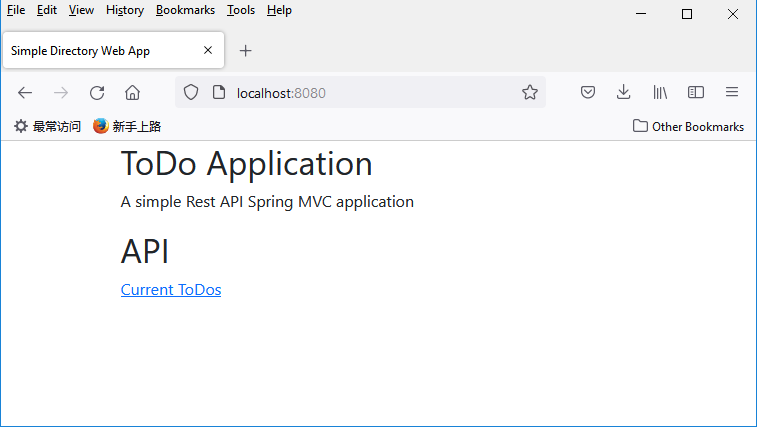 File Edit View History Bookmarks Tools Help
Simple Directory Web App
localhost:8080
最常访问 新手上路 Other Bookmarks
ToDo Application
A simple Rest API Spring MVC application
API
Current ToDos